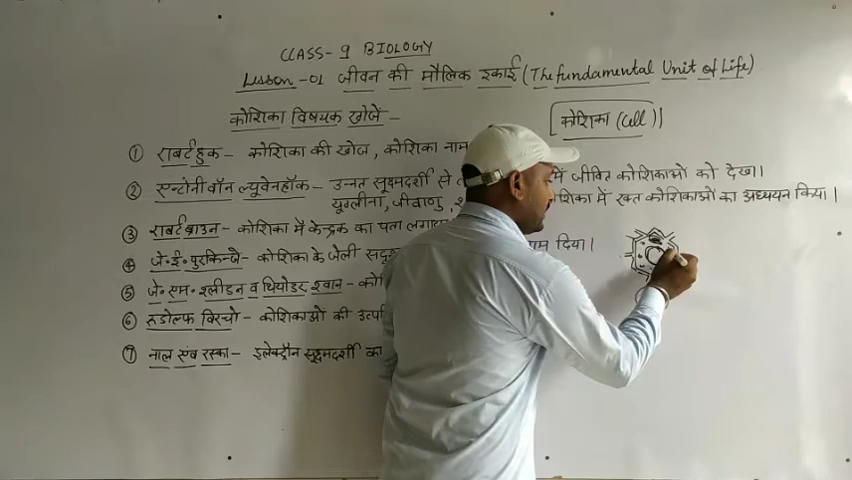 CLASS- 9 BIOLOGY
Lesson -01 जीवन की मौलिक इकाई (The fundamental Unit of Life)
कोशिका विषयक खोजें -
[कोशिका (Cell)]
① राबर्टहुक - कोशिका की खोज, कोशिका नाम
② एन्टोनी वॉन ल्यूवेनहॉक - उन्नत सूक्ष्मदर्शी से में जीवित कोशिकाओं को देखा।
यूग्लीना, जीवाणु, कोशिका में रक्त कोशिकाओं का अध्ययन किया।
③ राबर्टब्राउन - कोशिका में केन्द्रक का पता लगाया
④ जे॰ ई॰ पुरकिन्जे - कोशिका के जैली सदृश नाम दिया।
⑤ जे॰ एम॰ श्लीडन व थियोडर श्वान -
⑥ रुडोल्फ विरचो - कोशिकाओं की
⑦ नाल एंव रस्का - इलेक्ट्रौन सूक्ष्मदर्शी का